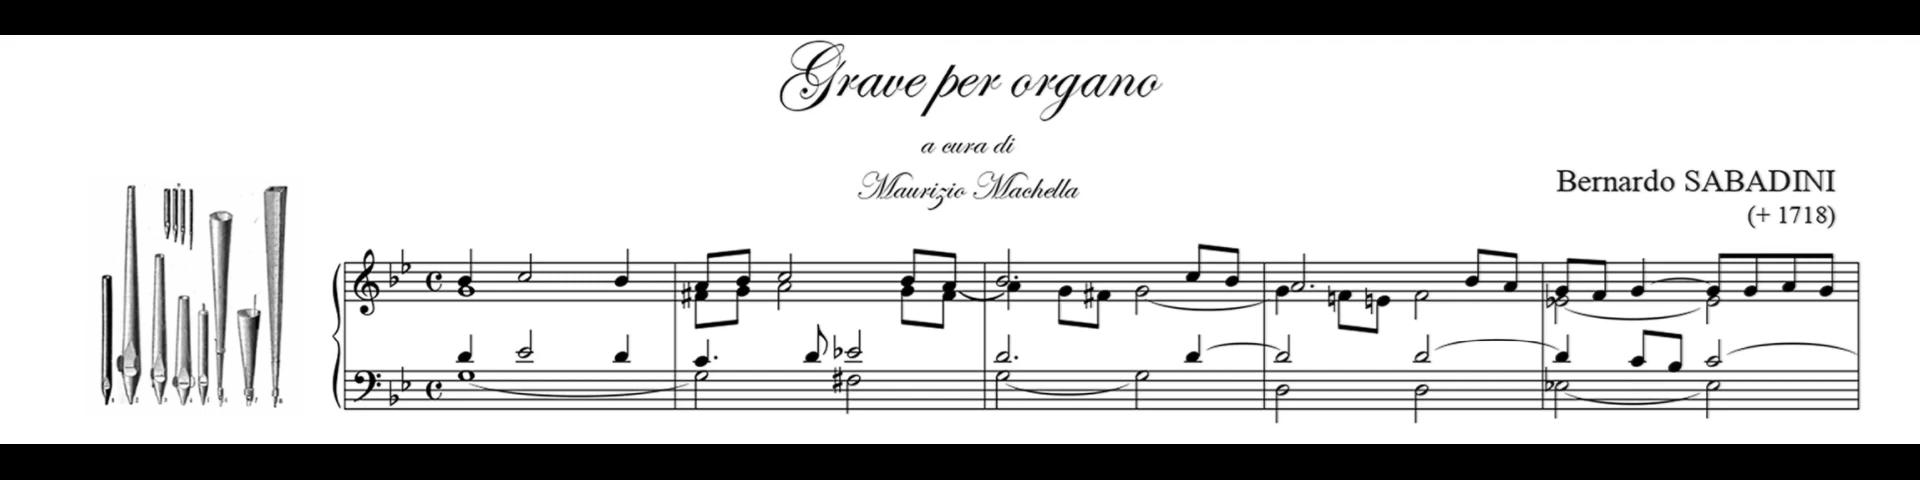 Grave per organo
a cura di
Maurizio Machella
Bernardo SABADINI
(+ 1718)